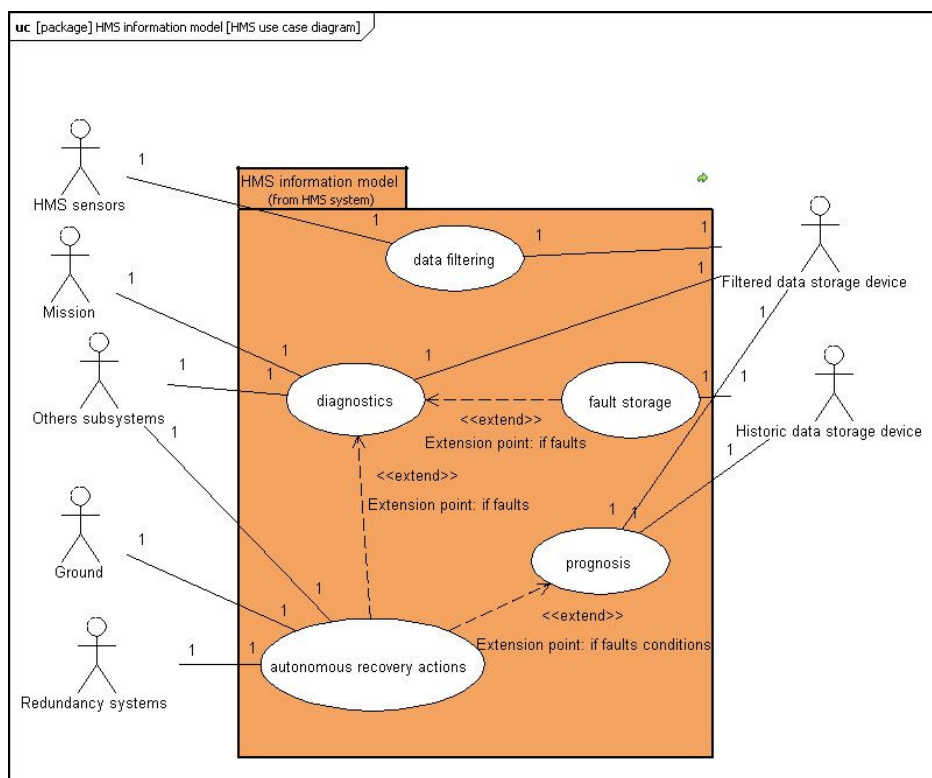 uc [package] HMS information model [HMS use case diagram]
HMS sensors
1
HMS information model
(from HMS system)
1
data filtering
1
1
Filtered data storage device
Mission
1
1
1
1
1
Others subsystems
1
1
diagnostics
<<extend>>
Extension point: if faults
fault storage
1
1
Historic data storage device
1
1
<<extend>>
Extension point: if faults
1
1
Ground
1
prognosis
<<extend>>
Extension point: if faults conditions
1
1
Redundancy systems
1
1
autonomous recovery actions